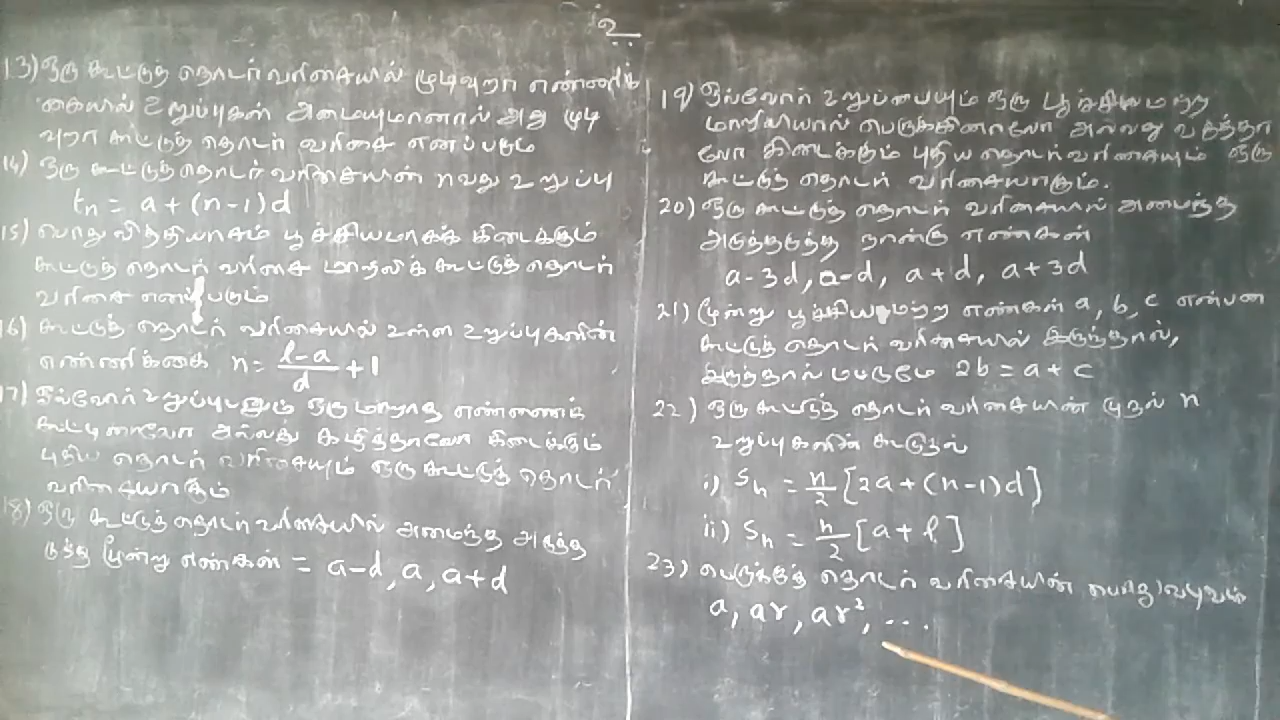 2
13) ஒரு கூட்டுத் தொடர் வரிசையில் முடிவுறா எண்ணிக்
கையில் உறுப்புகள் அமையுமானால் அது முடி
வுறா கூட்டுத் தொடர் வரிசை எனப்படும்
14) ஒரு கூட்டுத் தொடர் வரிசையின் nவது உறுப்பு
tn = a + (n-1)d
15) பொது வித்தியாசம் பூச்சியமாகக் கிடைக்கும்
கூட்டுத் தொடர் வரிசை மாறிலிக் கூட்டுத் தொடர்
வரிசை எனப்படும்
16) கூட்டுத் தொடர் வரிசையில் உள்ள உறுப்புகளின்
எண்ணிக்கை n = (l-a)/d + 1
17) ஒவ்வோர் உறுப்புடனும் ஒரு மாறாத எண்ணைக்
கூட்டினாலோ அல்லது கழித்தாலோ கிடைக்கும்
புதிய தொடர் வரிசையும் ஒரு கூட்டுத் தொடர்
வரிசையாகும்
18) ஒரு கூட்டுத் தொடர் வரிசையில் அமைந்த அடுத்த
டுத்த மூன்று எண்கள் = a-d, a, a+d
19) ஒவ்வோர் உறுப்பையும் ஒரு பூச்சியமற்ற
மாறிலியால் பெருக்கினாலோ அல்லது வகுத்தா
லோ கிடைக்கும் புதிய தொடர் வரிசையும் ஒரு
கூட்டுத் தொடர் வரிசையாகும்.
20) ஒரு கூட்டுத் தொடர் வரிசையில் அமைந்த
அடுத்தடுத்த நான்கு எண்கள்
a-3d, a-d, a+d, a+3d
21) மூன்று பூச்சியமற்ற எண்கள் a, b, c என்பன
கூட்டுத் தொடர் வரிசையில் இருந்தால்,
இருந்தால் மட்டுமே 2b = a + c
22) ஒரு கூட்டுத் தொடர் வரிசையின் முதல் n
உறுப்புகளின் கூடுதல்
i) Sn = n/2 [2a + (n-1)d]
ii) Sn = n/2 [a + l]
23) பெருக்குத் தொடர் வரிசையின் பொது வடிவம்
a, ar, ar², ...